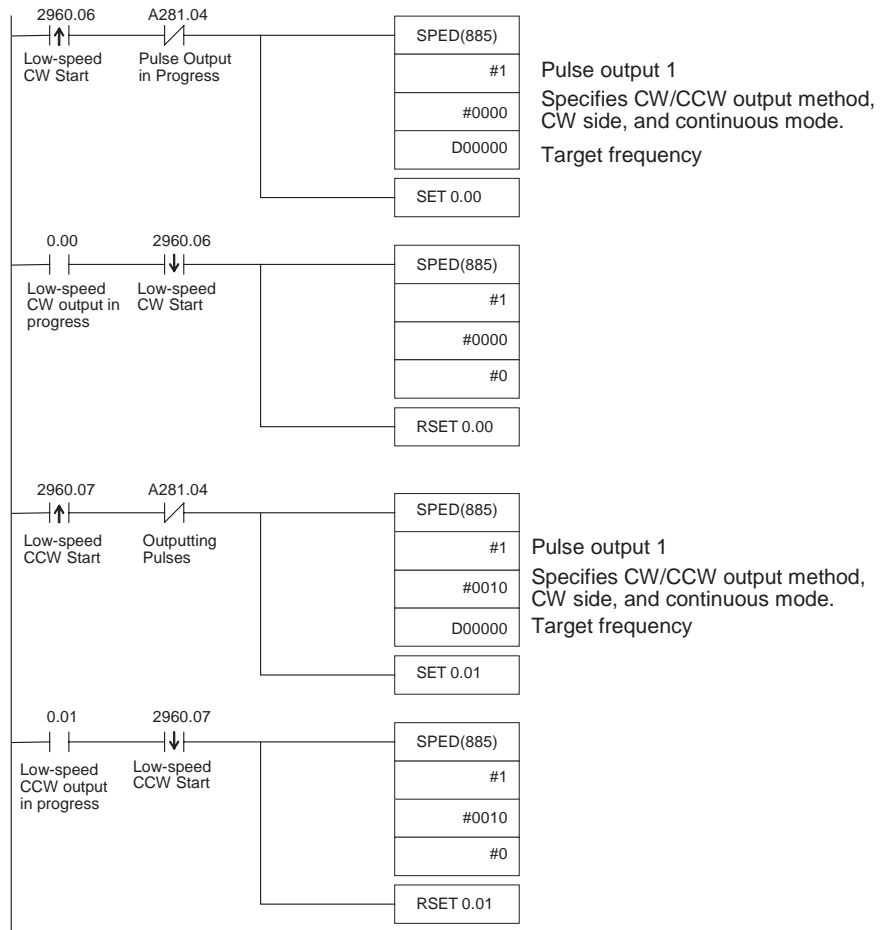 2960.06 A281.04
SPED(885)
Low-speed
CW Start
Pulse Output
in Progress
#1 Pulse output 1
#0000 Specifies CW/CCW output method,
CW side, and continuous mode.
D00000 Target frequency
SET 0.00
0.00 2960.06
SPED(885)
Low-speed
CW output in
progress
Low-speed
CW Start
#1
#0000
#0
RSET 0.00
2960.07 A281.04
SPED(885)
Low-speed
CCW Start
Outputting
Pulses
#1 Pulse output 1
#0010 Specifies CW/CCW output method,
CW side, and continuous mode.
D00000 Target frequency
SET 0.01
0.01 2960.07
SPED(885)
Low-speed
CCW output
in progress
Low-speed
CCW Start
#1
#0010
#0
RSET 0.01